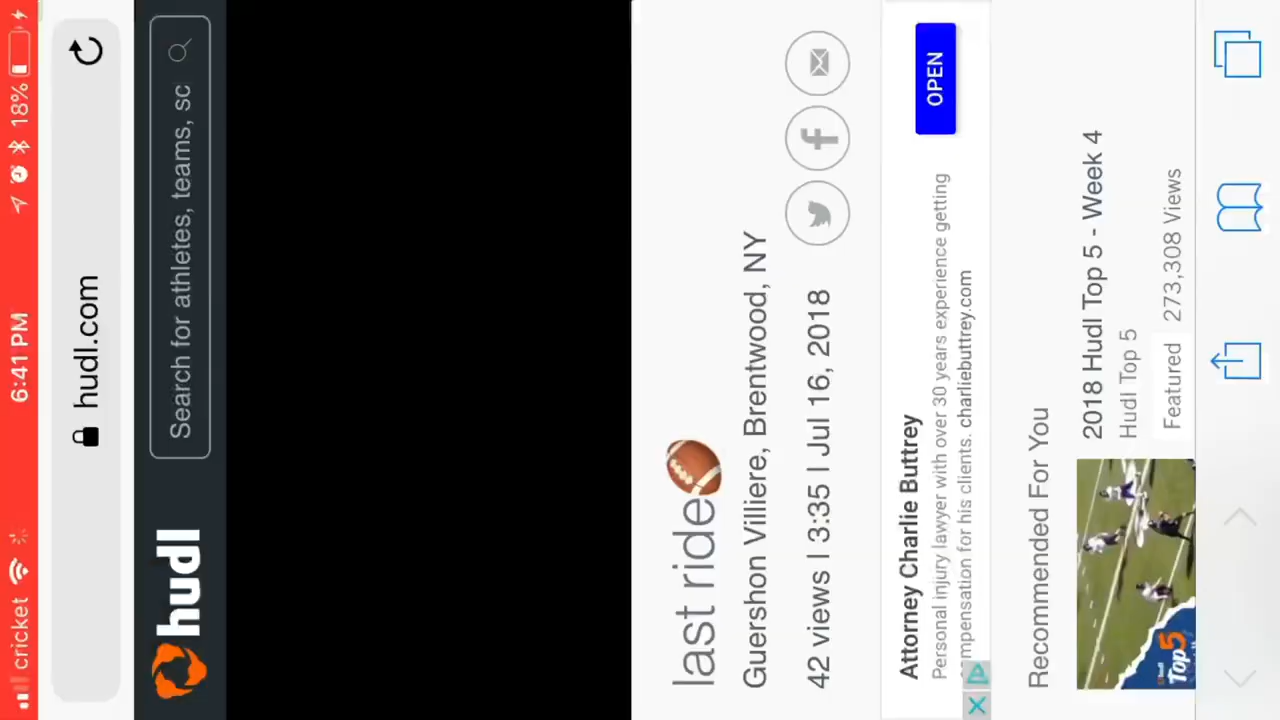 cricket 6:41 PM 18%
hudl.com
hudl Search for athletes, teams, sc
last ride
Guershon Villiere, Brentwood, NY
42 views | 3:35 | Jul 16, 2018
Attorney Charlie Buttrey
Personal injury lawyer with over 30 years experience getting
mpensation for his clients. charliebuttrey.com
OPEN
Recommended For You
2018 Hudl Top 5 - Week 4
Hudl Top 5
Featured 273,308 Views
hudl
Top5